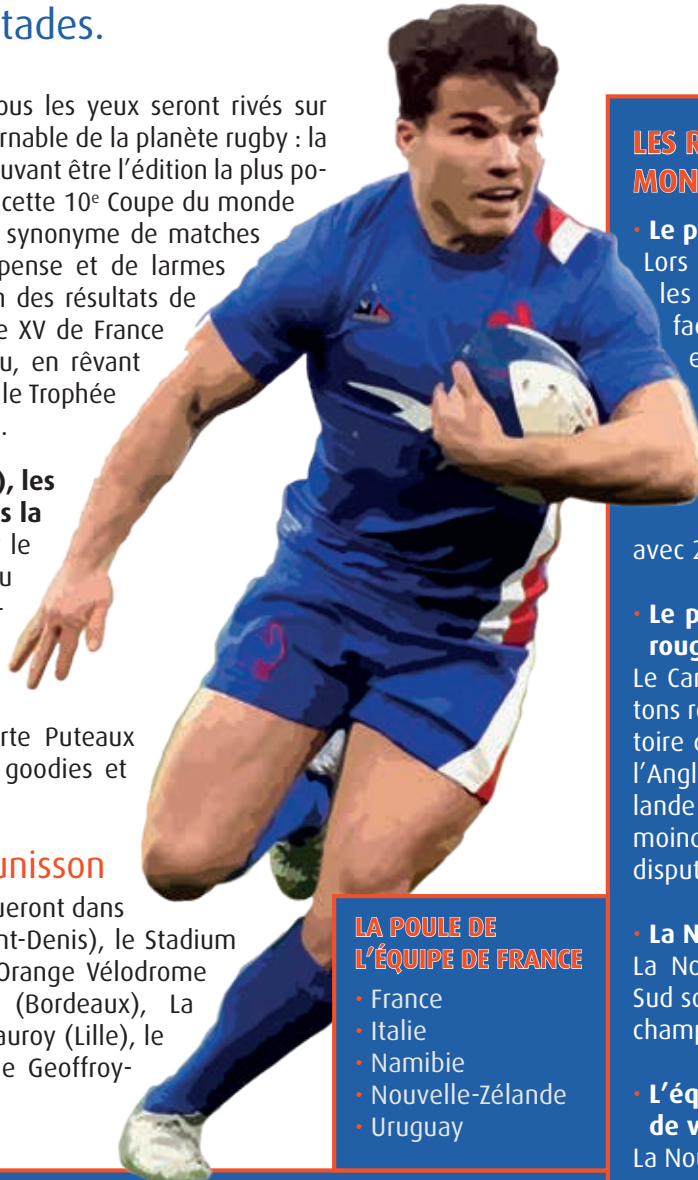 tades.
ous les yeux seront rivés sur
rnable de la planète rugby : la
uvant être l’édition la plus po-
cette 10e Coupe du monde
synonyme de matches
pense et de larmes
n des résultats de
e XV de France
u, en rêvant
le Trophée
.
), les
s la
le
u
-
rte Puteaux
goodies et
unisson
ueront dans
nt-Denis), le Stadium
Orange Vélodrome
(Bordeaux), La
auroy (Lille), le
e Geoffroy-
LA POULE DE
L’ÉQUIPE DE FRANCE
· France
· Italie
· Namibie
· Nouvelle-Zélande
· Uruguay
LES R
MON
· Le p
Lors
les
fac
e
avec 2
· Le p
roug
Le Car
tons r
toire d
l’Angl
lande
moinc
disput
· La N
La No
Sud so
champ
· L’éq
de v
La Nou